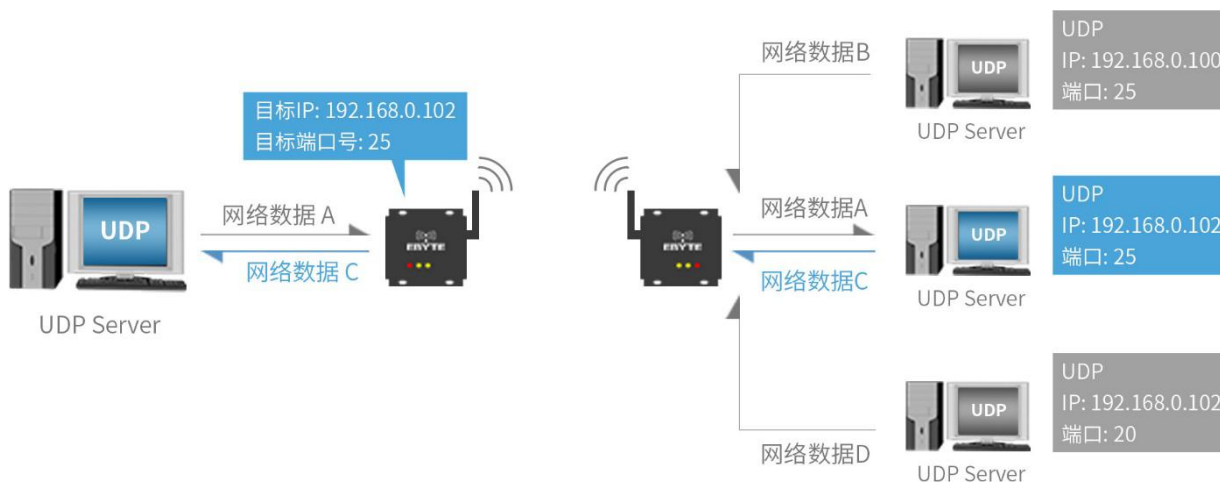 目标IP: 192.168.0.102
目标端口号: 25
UDP
网络数据 A
网络数据 C
EBYTE
UDP Server
EBYTE
网络数据B
UDP
UDP Server
UDP
IP: 192.168.0.100
端口: 25
网络数据A
网络数据C
UDP
UDP Server
UDP
IP: 192.168.0.102
端口: 25
网络数据D
UDP
UDP Server
UDP
IP: 192.168.0.102
端口: 20